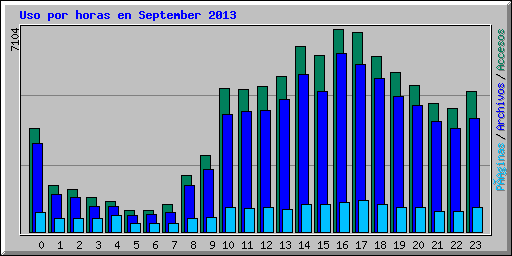 Uso por horas en September 2013
7104
Pãginas / Archivos / Accesos
0 1 2 3 4 5 6 7 8 9 10 11 12 13 14 15 16 17 18 19 20 21 22 23